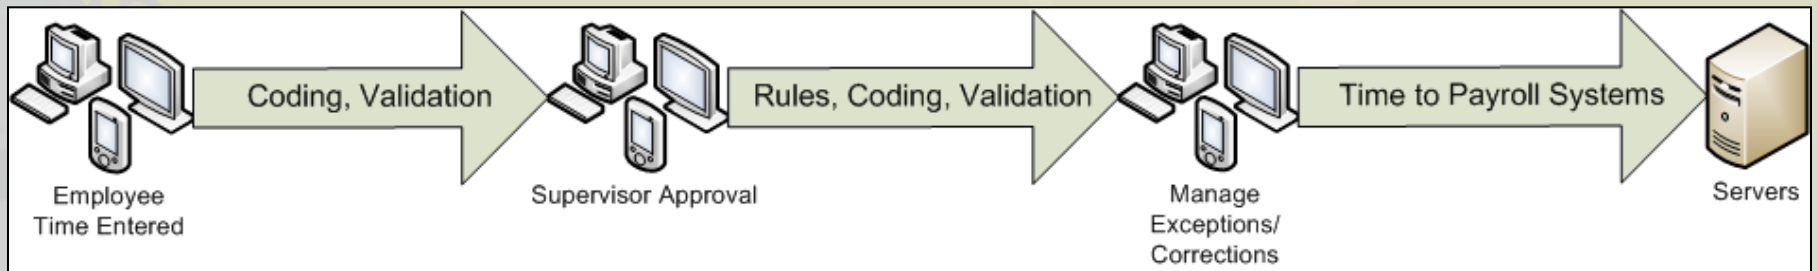 Coding, Validation
Rules, Coding, Validation
Time to Payroll Systems
Employee
Time Entered
Supervisor Approval
Manage
Exceptions/
Corrections
Servers